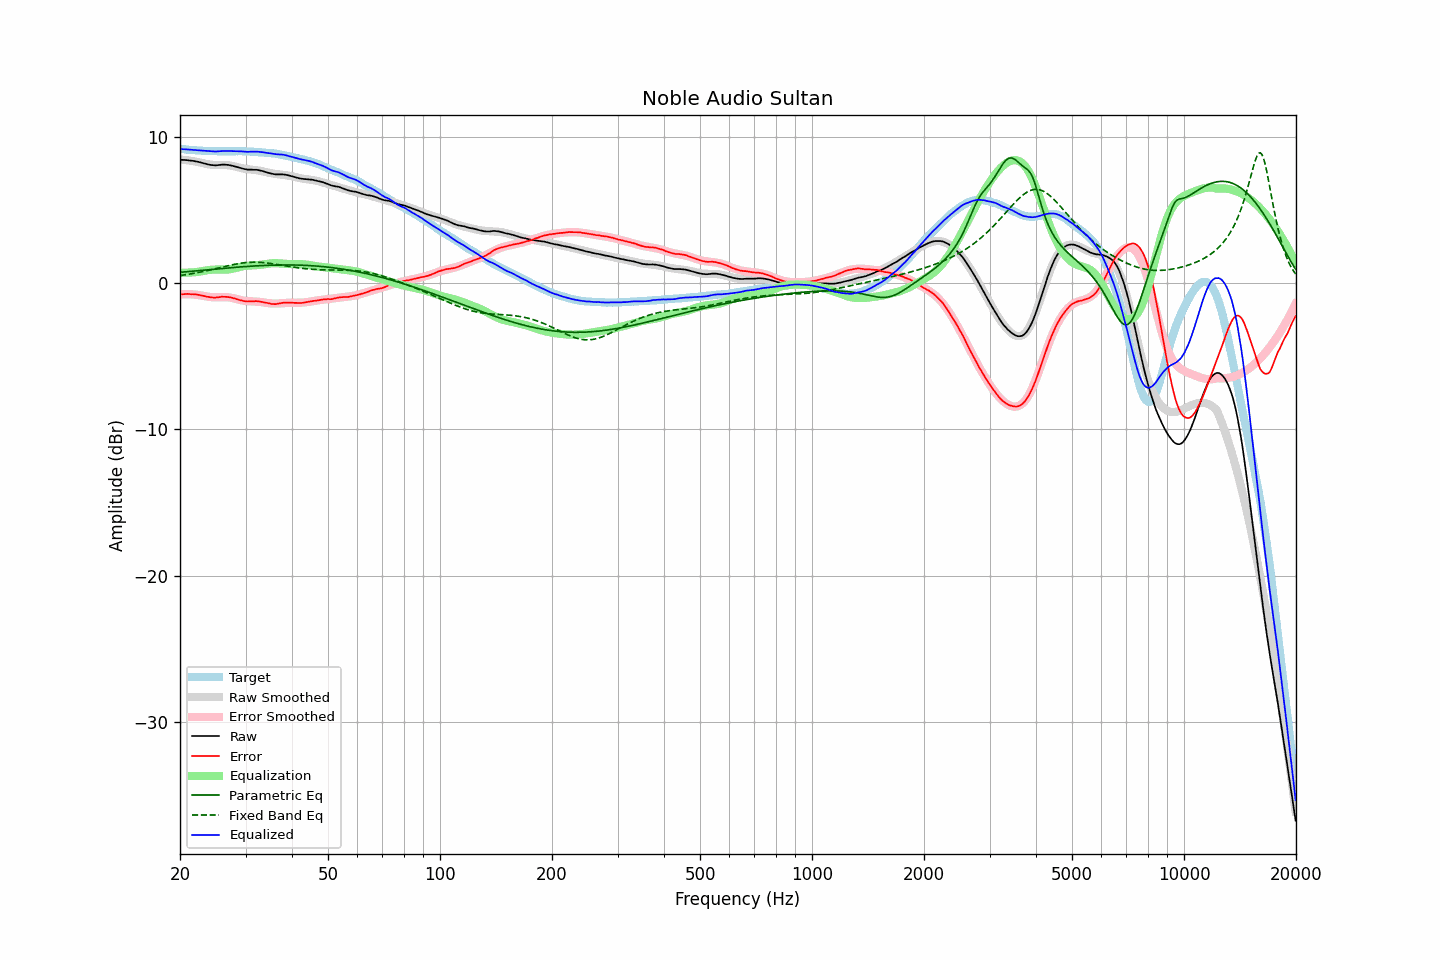 Noble Audio Sultan
10
0
−10
−20
−30
Amplitude (dBr)
Target
Raw Smoothed
Error Smoothed
Raw
Error
Equalization
Parametric Eq
Fixed Band Eq
Equalized
20 50 100 200 500 1000 2000 5000 10000 20000
Frequency (Hz)